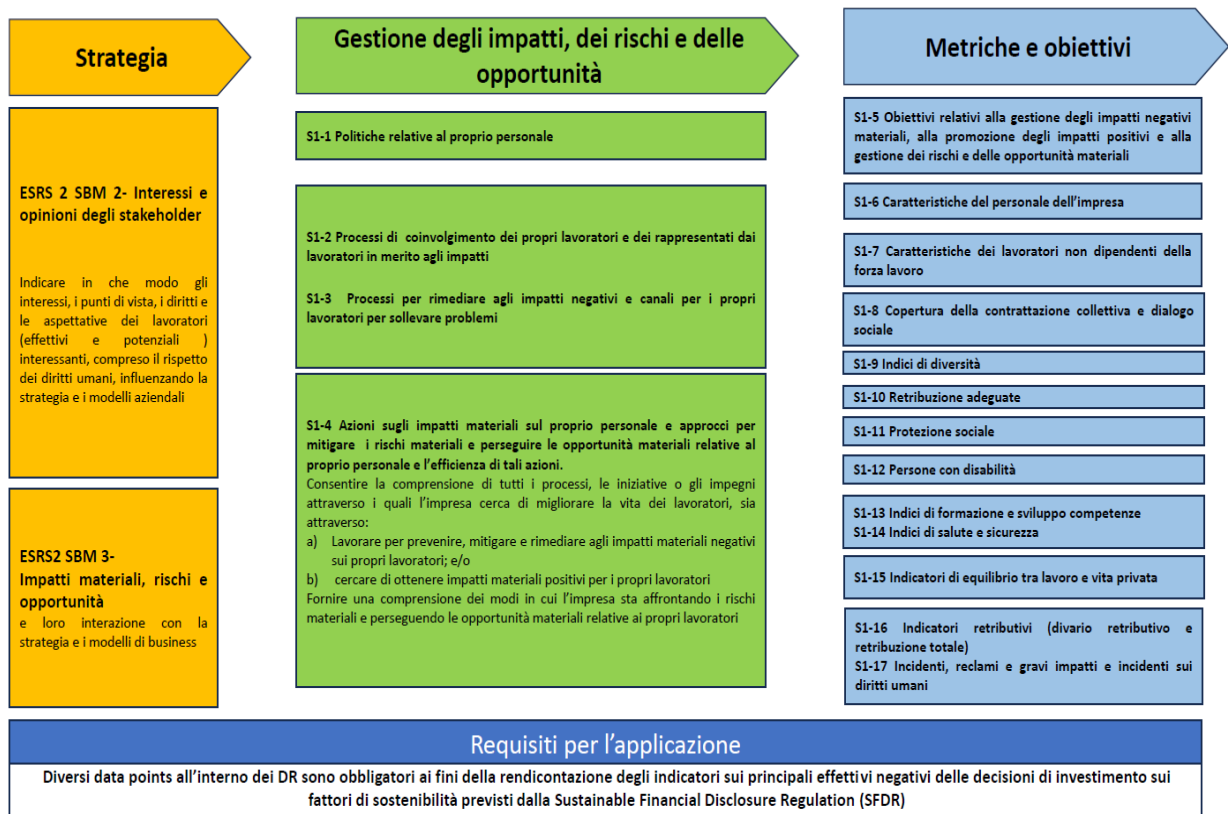 Strategia
ESRS 2 SBM 2- Interessi e
opinioni degli stakeholder
Indicare in che modo gli
interessi, i punti di vista, i diritti e
le aspettative dei lavoratori
(effettivi e potenziali )
interessanti, compreso il rispetto
dei diritti umani, influenzando la
strategia e i modelli aziendali
ESRS2 SBM 3-
Impatti materiali, rischi e
opportunità
e loro interazione con la
strategia e i modelli di business
Gestione degli impatti, dei rischi e delle
opportunità
S1-1 Politiche relative al proprio personale
S1-2 Processi di coinvolgimento dei propri lavoratori e dei rappresentati dai
lavoratori in merito agli impatti
S1-3 Processi per rimediare agli impatti negativi e canali per i propri
lavoratori per sollevare problemi
S1-4 Azioni sugli impatti materiali sul proprio personale e approcci per
mitigare i rischi materiali e perseguire le opportunità materiali relative al
proprio personale e l'efficienza di tali azioni.
Consentire la comprensione di tutti i processi, le iniziative o gli impegni
attraverso i quali l'impresa cerca di migliorare la vita dei lavoratori, sia
attraverso:
a) Lavorare per prevenire, mitigare e rimediare agli impatti materiali negativi
sui propri lavoratori; e/o
b) cercare di ottenere impatti materiali positivi per i propri lavoratori
Fornire una comprensione dei modi in cui l'impresa sta affrontando i rischi
materiali e perseguendo le opportunità materiali relative ai propri lavoratori
Metriche e obiettivi
S1-5 Obiettivi relativi alla gestione degli impatti negativi
materiali, alla promozione degli impatti positivi e alla
gestione dei rischi e delle opportunità materiali
S1-6 Caratteristiche del personale dell'impresa
S1-7 Caratteristiche dei lavoratori non dipendenti della
forza lavoro
S1-8 Copertura della contrattazione collettiva e dialogo
sociale
S1-9 Indici di diversità
S1-10 Retribuzione adeguate
S1-11 Protezione sociale
S1-12 Persone con disabilità
S1-13 Indici di formazione e sviluppo competenze
S1-14 Indici di salute e sicurezza
S1-15 Indicatori di equilibrio tra lavoro e vita privata
S1-16 Indicatori retributivi (divario retributivo e
retribuzione totale)
S1-17 Incidenti, reclami e gravi impatti e incidenti sui
diritti umani
Requisiti per l'applicazione
Diversi data points all'interno dei DR sono obbligatori ai fini della rendicontazione degli indicatori sui principali effettivi negativi delle decisioni di investimento sui
fattori di sostenibilità previsti dalla Sustainable Financial Disclosure Regulation (SFDR)